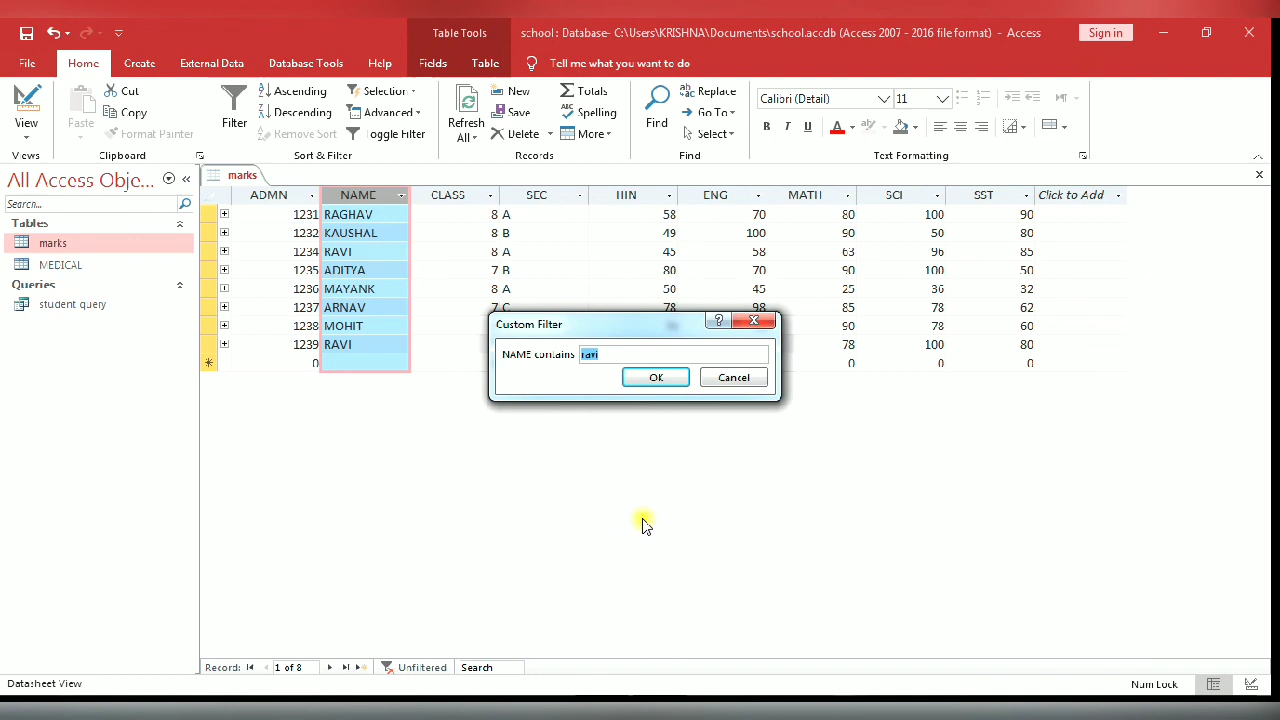 Table Tools school : Database- C:\Users\KRISHNA\Documents\school.accdb (Access 2007 - 2016 file format) - Access Sign in
File Home Create External Data Database Tools Help Fields Table Tell me what you want to do
View
Views
Paste
Cut
Copy
Format Painter
Clipboard
Filter
Ascending
Descending
Remove Sort
Selection
Advanced
Toggle Filter
Sort & Filter
Refresh
All
New
Save
Delete
Totals
Spelling
More
Records
Find
Replace
Go To
Select
Find
Calibri (Detail) 11
B I U A
Text Formatting
All Access Obje...
Search...
Tables
marks
MEDICAL
Queries
student query
marks
ADMN NAME CLASS SEC HIN ENG MATH SCI SST Click to Add
1231 RAGHAV 8 A 58 70 80 100 90
1232 KAUSHAL 8 B 49 100 90 50 80
1234 RAVI 8 A 45 58 63 96 85
1235 ADITYA 7 B 80 70 90 100 50
1236 MAYANK 8 A 50 45 25 36 32
1237 ARNAV 7 C 78 98 85 78 62
1238 MOHIT 90 78 60
1239 RAVI 78 100 80
0 0 0 0
Custom Filter
NAME contains ravi
OK Cancel
Record: 1 of 8 Unfiltered Search
Datasheet View Num Lock